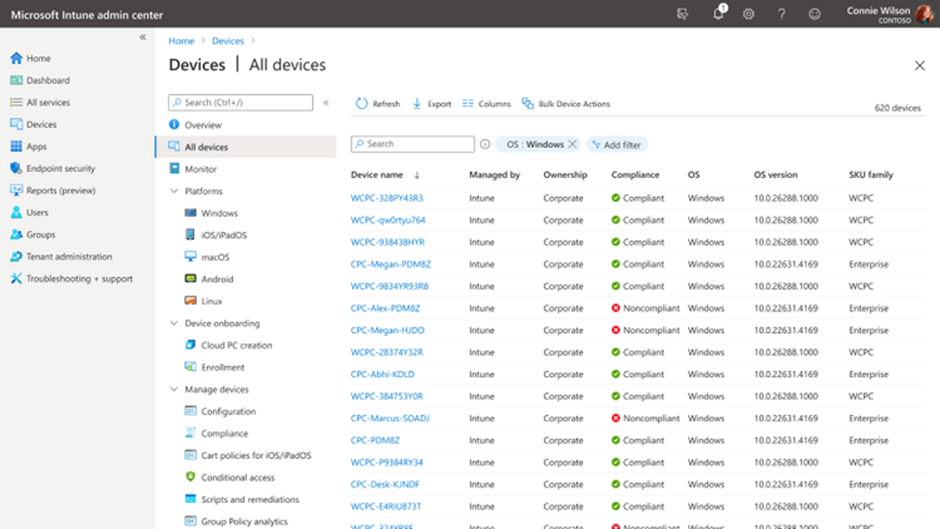 Microsoft Intune admin center
1
Connie Wilson
CONTOSO
Home
Dashboard
All services
Devices
Apps
Endpoint security
Reports (preview)
Users
Groups
Tenant administration
Troubleshooting + support
Home > Devices >
Devices | All devices
Search (Ctrl+/)
Overview
All devices
Monitor
Platforms
Windows
iOS/iPadOS
macOS
Android
Linux
Device onboarding
Cloud PC creation
Enrollment
Manage devices
Configuration
Compliance
Cart policies for iOS/iPadOS
Conditional access
Scripts and remediations
Group Policy analytics
Refresh Export Columns Bulk Device Actions
620 devices
Search OS : Windows Add filter
Device name ↓ Managed by Ownership Compliance OS OS version SKU family
WCPC-328PY43R3 Intune Corporate Compliant Windows 10.0.26288.1000 WCPC
WCPC-qw0rtyu764 Intune Corporate Compliant Windows 10.0.26288.1000 WCPC
WCPC-938438HYR Intune Corporate Compliant Windows 10.0.26288.1000 WCPC
CPC-Megan-PDM8Z Intune Corporate Compliant Windows 10.0.22631.4169 Enterprise
WCPC-9834YR93R8 Intune Corporate Compliant Windows 10.0.26288.1000 WCPC
CPC-Alex-PDM8Z Intune Corporate Noncompliant Windows 10.0.22631.4169 Enterprise
CPC-Megan-HJDO Intune Corporate Noncompliant Windows 10.0.22631.4169 Enterprise
WCPC-28374Y32R Intune Corporate Compliant Windows 10.0.26288.1000 WCPC
CPC-Abhi-KDLD Intune Corporate Compliant Windows 10.0.22631.4169 Enterprise
WCPC-384753Y0R Intune Corporate Compliant Windows 10.0.26288.1000 WCPC
CPC-Marcus-SOADJ Intune Corporate Noncompliant Windows 10.0.22631.4169 Enterprise
CPC-PDM8Z Intune Corporate Compliant Windows 10.0.22631.4169 Enterprise
WCPC-P9384RY34 Intune Corporate Compliant Windows 10.0.26288.1000 WCPC
CPC-Desk-KJNDF Intune Corporate Compliant Windows 10.0.22631.4169 Enterprise
WCPC-E4RIU873T Intune Corporate Compliant Windows 10.0.26288.1000 WCPC
Intune Corporate Noncompliant Windows 10.0.26288.1000 WCPC